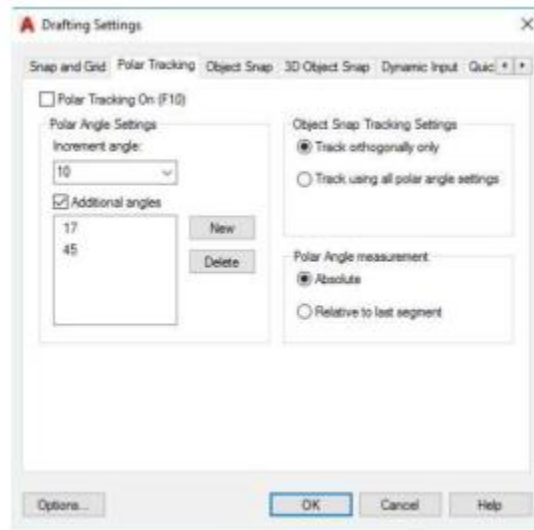 Drafting Settings
Snap and Grid Polar Tracking Object Snap 3D Object Snap Dynamic Input Quic
Polar Tracking On (F10)
Polar Angle Settings
Increment angle:
10
Additional angles
17
45
New
Delete
Object Snap Tracking Settings
Track orthogonally only
Track using all polar angle settings
Polar Angle measurement
Absolute
Relative to last segment
Options...
OK
Cancel
Help